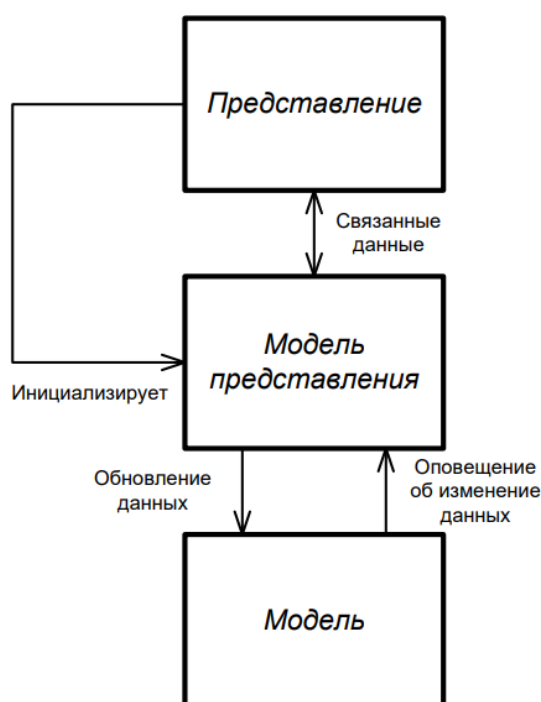 Представление
Связанные
данные
Модель
представления
Инициализирует
Обновление
данных
Оповещение
об изменение
данных
Модель